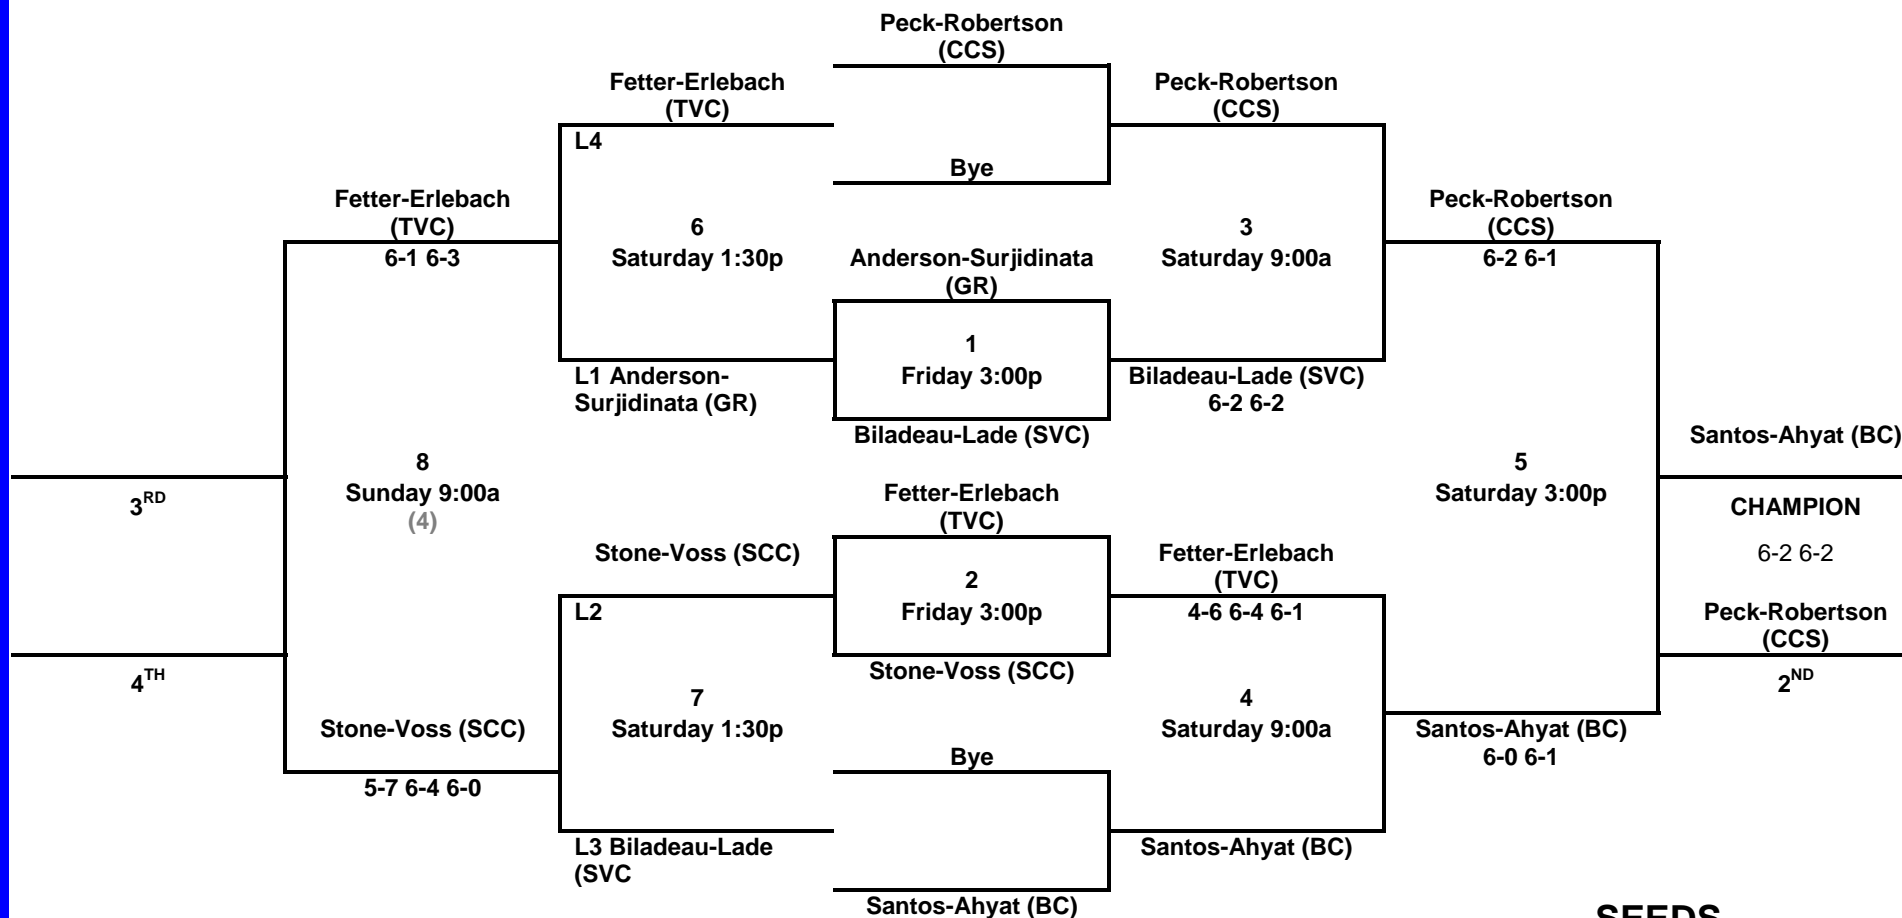 Peck-Robertson
(CCS)
Fetter-Erlebach
(TVC)
Peck-Robertson
(CCS)
L4
Bye
Fetter-Erlebach
(TVC)
6-1 6-3
6
Saturday 1:30p
Anderson-Surjidinata
(GR)
3
Saturday 9:00a
Peck-Robertson
(CCS)
6-2 6-1
1
Friday 3:00p
L1 Anderson-
Surjidinata (GR)
Biladeau-Lade (SVC)
6-2 6-2
Biladeau-Lade (SVC)
Santos-Ahyat (BC)
8
Sunday 9:00a
(4)
5
Saturday 3:00p
3RD
Fetter-Erlebach
(TVC)
CHAMPION
6-2 6-2
Stone-Voss (SCC)
Fetter-Erlebach
(TVC)
4-6 6-4 6-1
2
Friday 3:00p
L2
Peck-Robertson
(CCS)
2ND
4TH
Stone-Voss (SCC)
7
Saturday 1:30p
4
Saturday 9:00a
Stone-Voss (SCC)
5-7 6-4 6-0
Bye
Santos-Ahyat (BC)
6-0 6-1
L3 Biladeau-Lade
(SVC
Santos-Ahyat (BC)
Santos-Ahyat (BC)
SEEDS